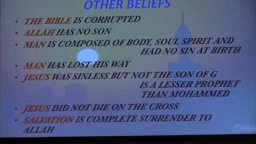 OTHER BELIEFS
• THE BIBLE IS CORRUPTED
• ALLAH HAS NO SON
• MAN IS COMPOSED OF BODY, SOUL SPIRIT AND
HAD NO SIN AT BIRTH
• MAN HAS LOST HIS WAY
• JESUS WAS SINLESS BUT NOT THE SON OF G
IS A LESSER PROPHET
THAN MOHAMMED
• JESUS DID NOT DIE ON THE CROSS
• SALVATION IS COMPLETE SURRENDER TO
ALLAH